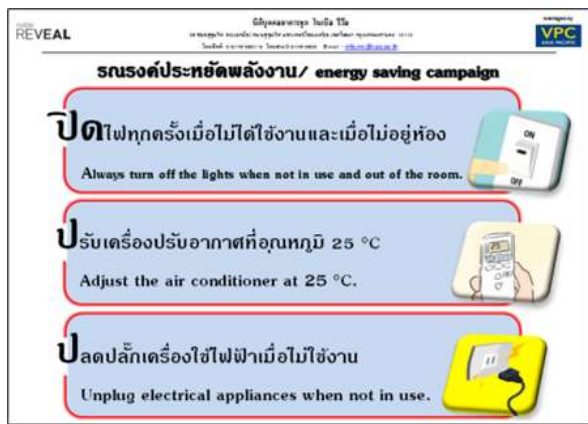 REVEAL
นิติบุคคลอาคารชุด โนเบิล รีวีล
VPC
ASIA PACIFIC
รณรงค์ประหยัดพลังงาน/ energy saving campaign
ปิดไฟทุกครั้งเมื่อไม่ได้ใช้งานและเมื่อไม่อยู่ห้อง
Always turn off the lights when not in use and out of the room.
ON
OFF
ปรับเครื่องปรับอากาศที่อุณหภูมิ 25 °C
Adjust the air conditioner at 25 °C.
ปลดปลั๊กเครื่องใช้ไฟฟ้าเมื่อไม่ใช้งาน
Unplug electrical appliances when not in use.